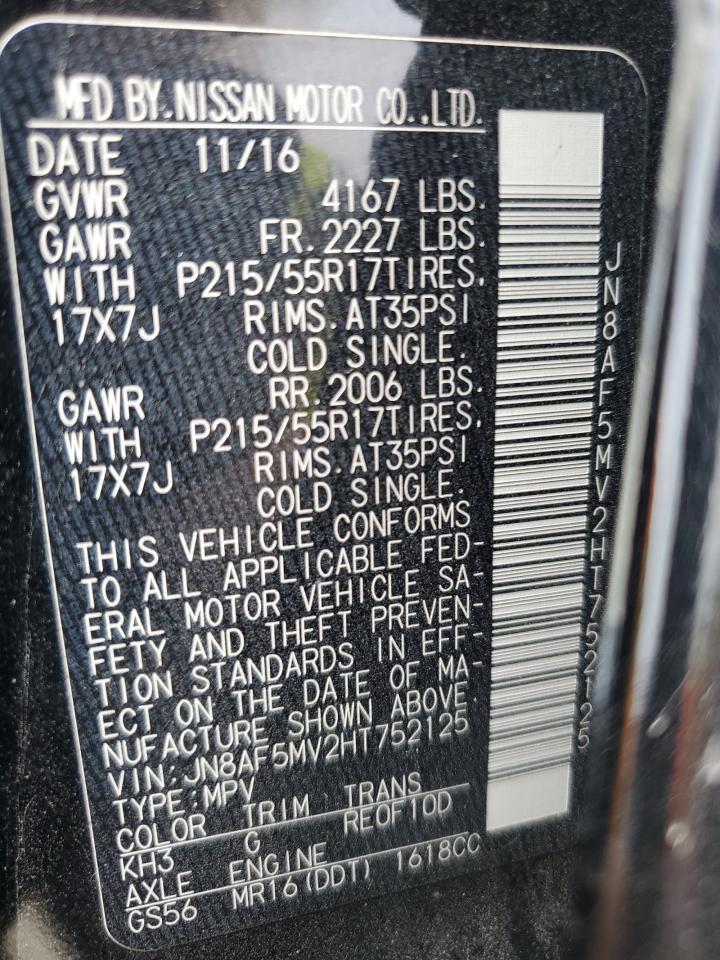 MFD BY.NISSAN MOTOR CO.,LTD.
DATE 11/16
GVWR 4167 LBS.
GAWR FR.2227 LBS.
WITH P215/55R17TIRES,
17X7J RIMS.AT35PSI
COLD SINGLE.
GAWR RR.2006 LBS.
WITH P215/55R17TIRES,
17X7J RIMS.AT35PSI
COLD SINGLE.
THIS VEHICLE CONFORMS
TO ALL APPLICABLE FED-
ERAL MOTOR VEHICLE SA-
FETY AND THEFT PREVEN-
TION STANDARDS IN EFF-
ECT ON THE DATE OF MA-
NUFACTURE SHOWN ABOVE
VIN:JN8AF5MV2HT752125
TYPE:MPV
COLOR TRIM TRANS
KH3 G RE0F10D
AXLE ENGINE
GS56 MR16(DDT) 1618CC
JN8AF5MV2HT752125